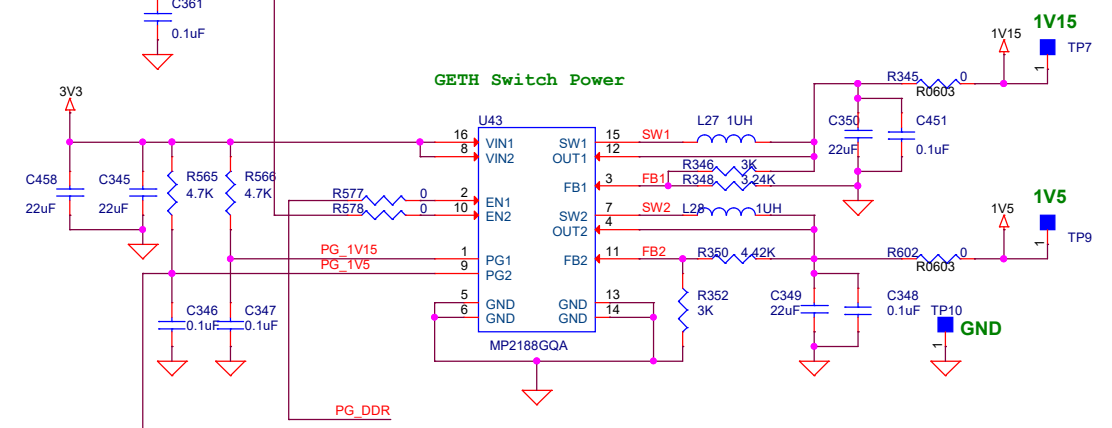 C361
0.1uF
1V15
1V15
TP7
1
GETH Switch Power
3V3
R345 0
R0603
U43
L27 1UH
C350
22uF
C451
0.1uF
16 VIN1
8 VIN2
SW1 15 SW1
OUT1 12
R346 3K
FB1 3 FB1 R348 3.24K
C458
22uF
C345
22uF
R565
4.7K
R566
4.7K
R577 0
R578 0
2 EN1
10 EN2
SW2 7 SW2 L28 1UH
OUT2 4
1V5
1V5
TP9
1
PG_1V15 1 PG1
PG_1V5 9 PG2
FB2 11 FB2 R350 4.42K
R602 0
R0603
C346
0.1uF
C347
0.1uF
5 GND
6 GND
GND 13
GND 14
R352
3K
C349
22uF
C348
0.1uF
TP10
GND
1
MP2188GQA
PG_DDR